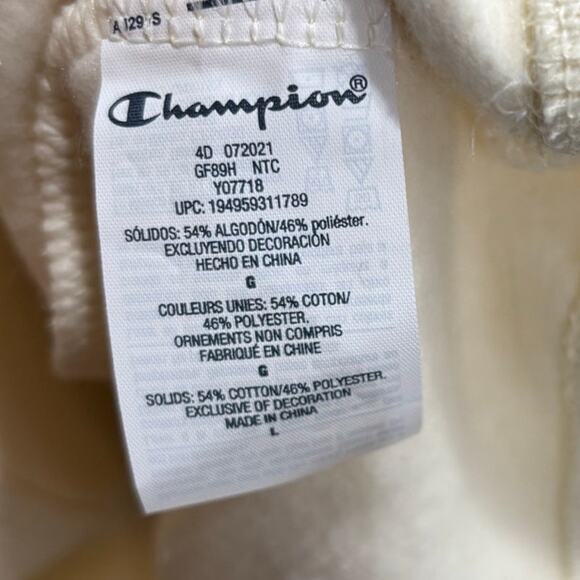 Champion®
4D 072021
GF89H NTC
Y07718
UPC: 194959311789
SÓLIDOS: 54% ALGODÓN/46% poliéster.
EXCLUYENDO DECORACIÓN
HECHO EN CHINA
G
COULEURS UNIES: 54% COTON/
46% POLYESTER.
ORNEMENTS NON COMPRIS
FABRIQUÉ EN CHINE
G
SOLIDS: 54% COTTON/46% POLYESTER.
EXCLUSIVE OF DECORATION
MADE IN CHINA
L